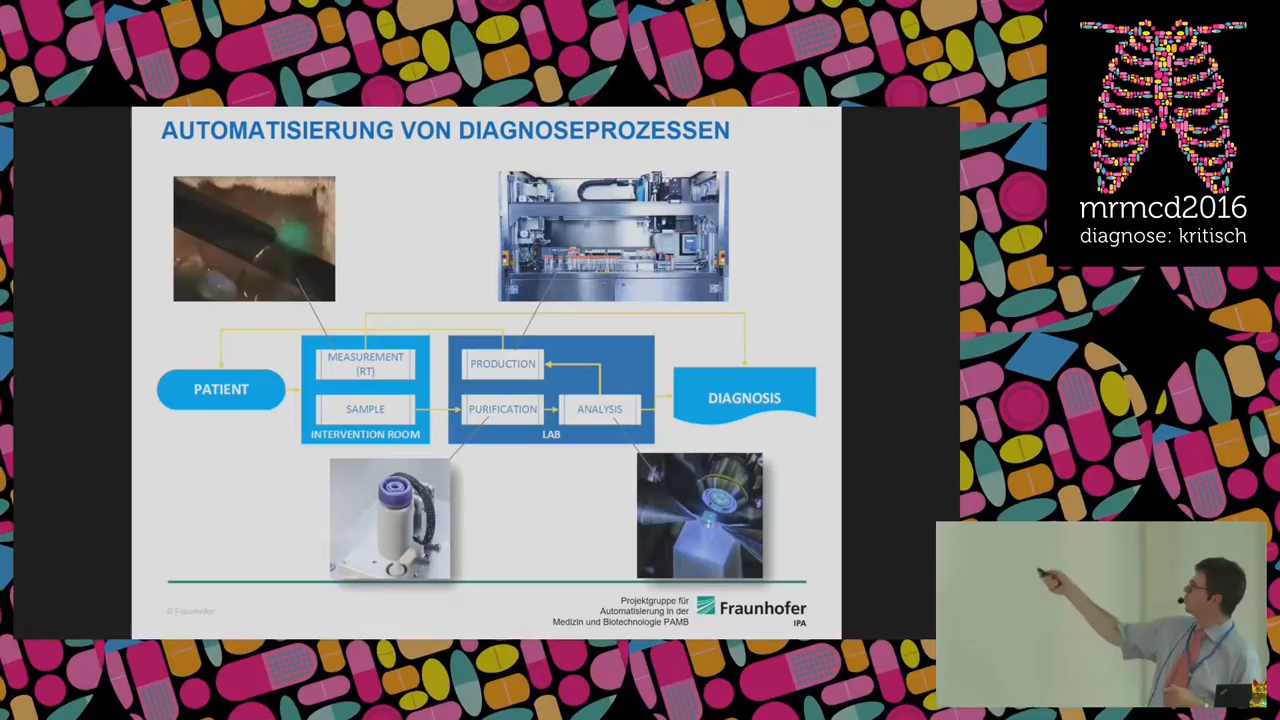 AUTOMATISIERUNG VON DIAGNOSEPROZESSEN
PATIENT
MEASUREMENT
(RT)
SAMPLE
INTERVENTION ROOM
PRODUCTION
PURIFICATION
ANALYSIS
LAB
DIAGNOSIS
© Fraunhofer
Projektgruppe für
Automatisierung in der
Medizin und Biotechnologie PAMB
Fraunhofer
IPA
mrmcd2016
diagnose: kritisch